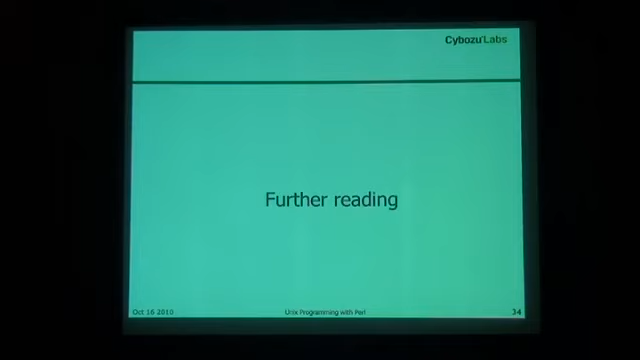 Cybozu Labs
Further reading
Oct 16 2010
Unix Programming with Perl
34